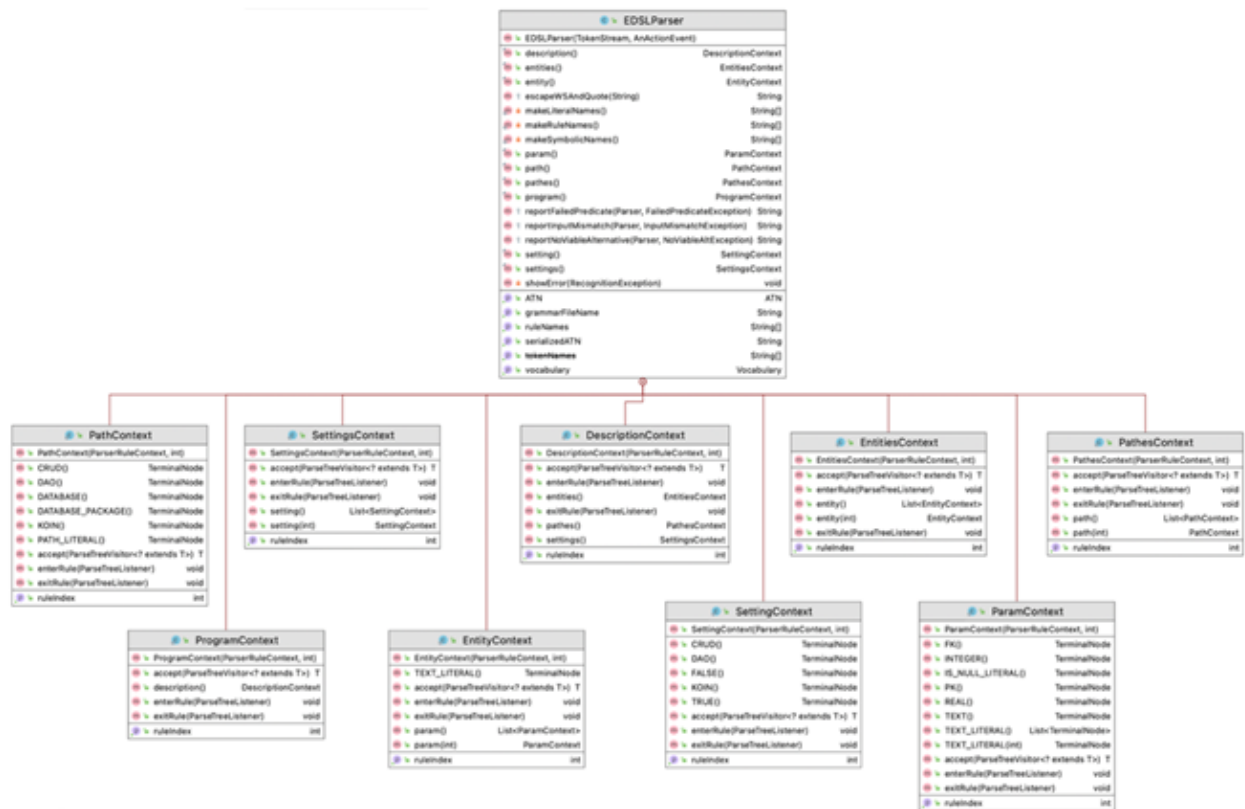 EDSLParser
EDSLParser(TokenStream, AnActionEvent)
description() DescriptionContext
entities() EntitiesContext
entity() EntityContext
escapeWSAndQuote(String) String
makeLiteralNames() String[]
makeRuleNames() String[]
makeSymbolicNames() String[]
param() ParamContext
path() PathContext
pathes() PathesContext
program() ProgramContext
reportFailedPredicate(Parser, FailedPredicateException) String
reportInputMismatch(Parser, InputMismatchException) String
reportNoViableAlternative(Parser, NoViableAltException) String
setting() SettingContext
settings() SettingsContext
showError(RecognitionException) void
ATN ATN
grammarFileName String
ruleNames String[]
serializedATN String
tokenNames String[]
vocabulary Vocabulary
PathContext
PathContext(ParserRuleContext, int)
CRUD() TerminalNode
DAO() TerminalNode
DATABASE() TerminalNode
DATABASE_PACKAGE() TerminalNode
KOIN() TerminalNode
PATH_LITERAL() TerminalNode
accept(ParseTreeVisitor<? extends T>) T
enterRule(ParseTreeListener) void
exitRule(ParseTreeListener) void
ruleIndex int
SettingsContext
SettingsContext(ParserRuleContext, int)
accept(ParseTreeVisitor<? extends T>) T
enterRule(ParseTreeListener) void
exitRule(ParseTreeListener) void
setting() List<SettingContext>
setting(int) SettingContext
ruleIndex int
DescriptionContext
DescriptionContext(ParserRuleContext, int)
accept(ParseTreeVisitor<? extends T>) T
enterRule(ParseTreeListener) void
entities() EntitiesContext
exitRule(ParseTreeListener) void
pathes() PathesContext
settings() SettingsContext
ruleIndex int
EntitiesContext
EntitiesContext(ParserRuleContext, int)
accept(ParseTreeVisitor<? extends T>) T
enterRule(ParseTreeListener) void
entity() List<EntityContext>
entity(int) EntityContext
exitRule(ParseTreeListener) void
ruleIndex int
PathesContext
PathesContext(ParserRuleContext, int)
accept(ParseTreeVisitor<? extends T>) T
enterRule(ParseTreeListener) void
exitRule(ParseTreeListener) void
path() List<PathContext>
path(int) PathContext
ruleIndex int
ProgramContext
ProgramContext(ParserRuleContext, int)
accept(ParseTreeVisitor<? extends T>) T
description() DescriptionContext
enterRule(ParseTreeListener) void
exitRule(ParseTreeListener) void
ruleIndex int
EntityContext
EntityContext(ParserRuleContext, int)
TEXT_LITERAL() TerminalNode
accept(ParseTreeVisitor<? extends T>) T
enterRule(ParseTreeListener) void
exitRule(ParseTreeListener) void
param() List<ParamContext>
param(int) ParamContext
ruleIndex int
SettingContext
SettingContext(ParserRuleContext, int)
CRUD() TerminalNode
DAO() TerminalNode
FALSE() TerminalNode
KOIN() TerminalNode
TRUE() TerminalNode
accept(ParseTreeVisitor<? extends T>) T
enterRule(ParseTreeListener) void
exitRule(ParseTreeListener) void
ruleIndex int
ParamContext
ParamContext(ParserRuleContext, int)
FK() TerminalNode
INTEGER() TerminalNode
IS_NULL_LITERAL() TerminalNode
PK() TerminalNode
REAL() TerminalNode
TEXT() TerminalNode
TEXT_LITERAL() List<TerminalNode>
TEXT_LITERAL(int) TerminalNode
accept(ParseTreeVisitor<? extends T>) T
enterRule(ParseTreeListener) void
exitRule(ParseTreeListener) void
ruleIndex int